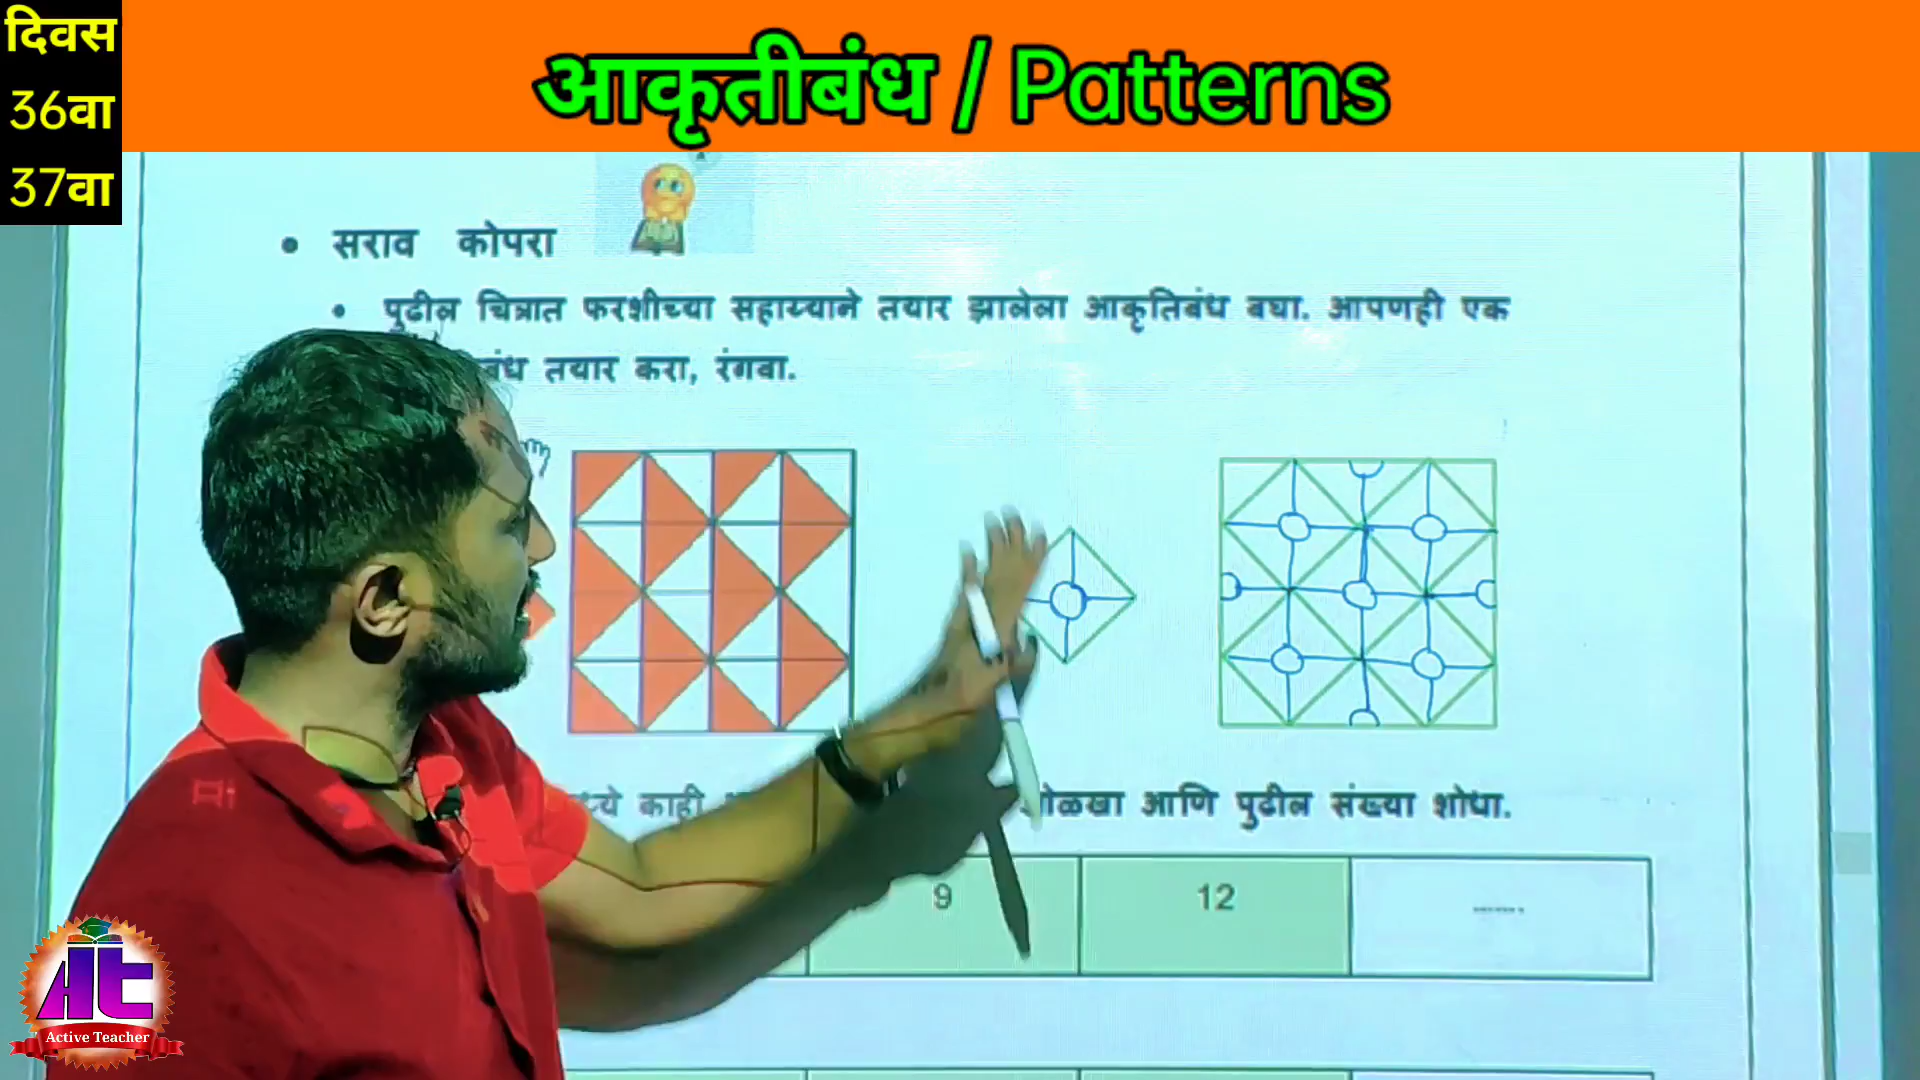 दिवस
36वा
37वा
आकृतीबंध / Patterns
• सराव कोपरा
• पुढील चित्रात फरशीच्या सहाय्याने तयार झालेला आकृतिबंध बघा. आपणही एक
तयार करा, रंगवा.
काही ओळखा आणि पुढील संख्या शोधा.
9 12 ........
At
Active Teacher